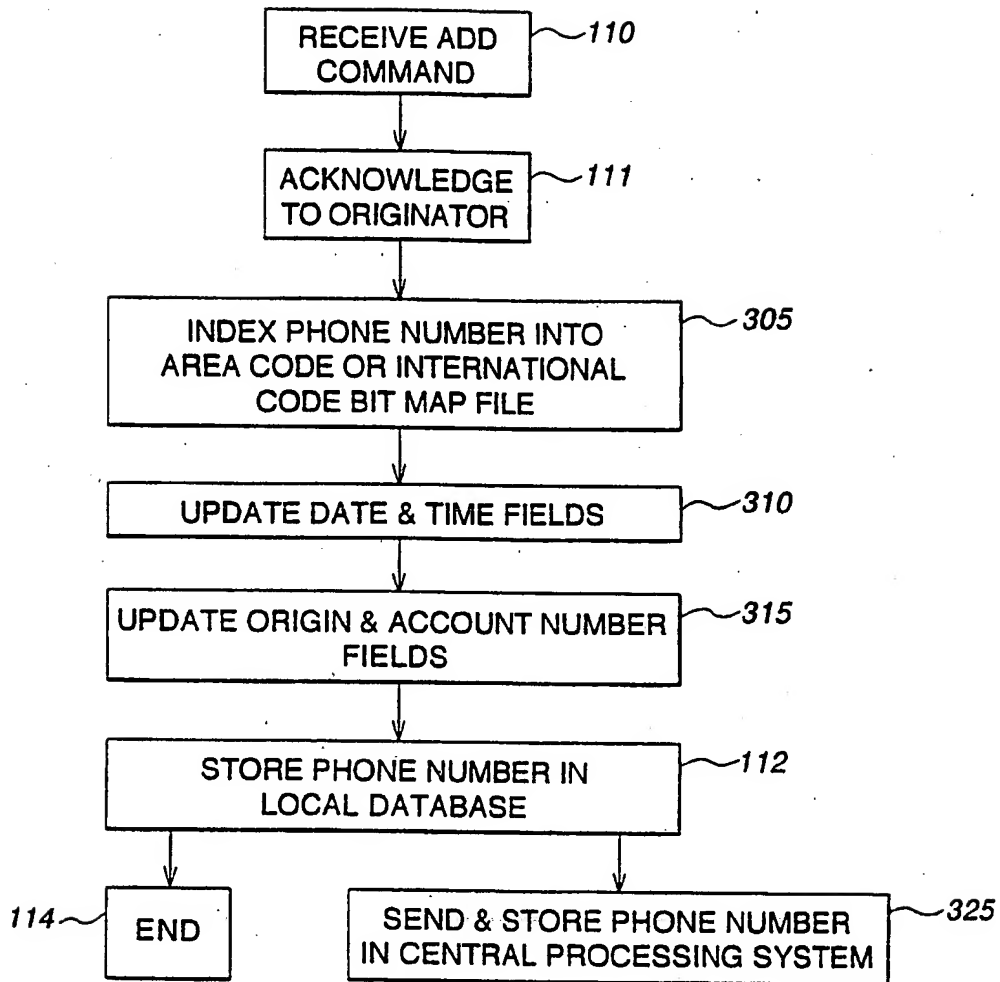 RECEIVE ADD
COMMAND
110
ACKNOWLEDGE
TO ORIGINATOR
111
INDEX PHONE NUMBER INTO
AREA CODE OR INTERNATIONAL
CODE BIT MAP FILE
305
UPDATE DATE & TIME FIELDS
310
UPDATE ORIGIN & ACCOUNT NUMBER
FIELDS
315
STORE PHONE NUMBER IN
LOCAL DATABASE
112
114
END
SEND & STORE PHONE NUMBER
IN CENTRAL PROCESSING SYSTEM
325